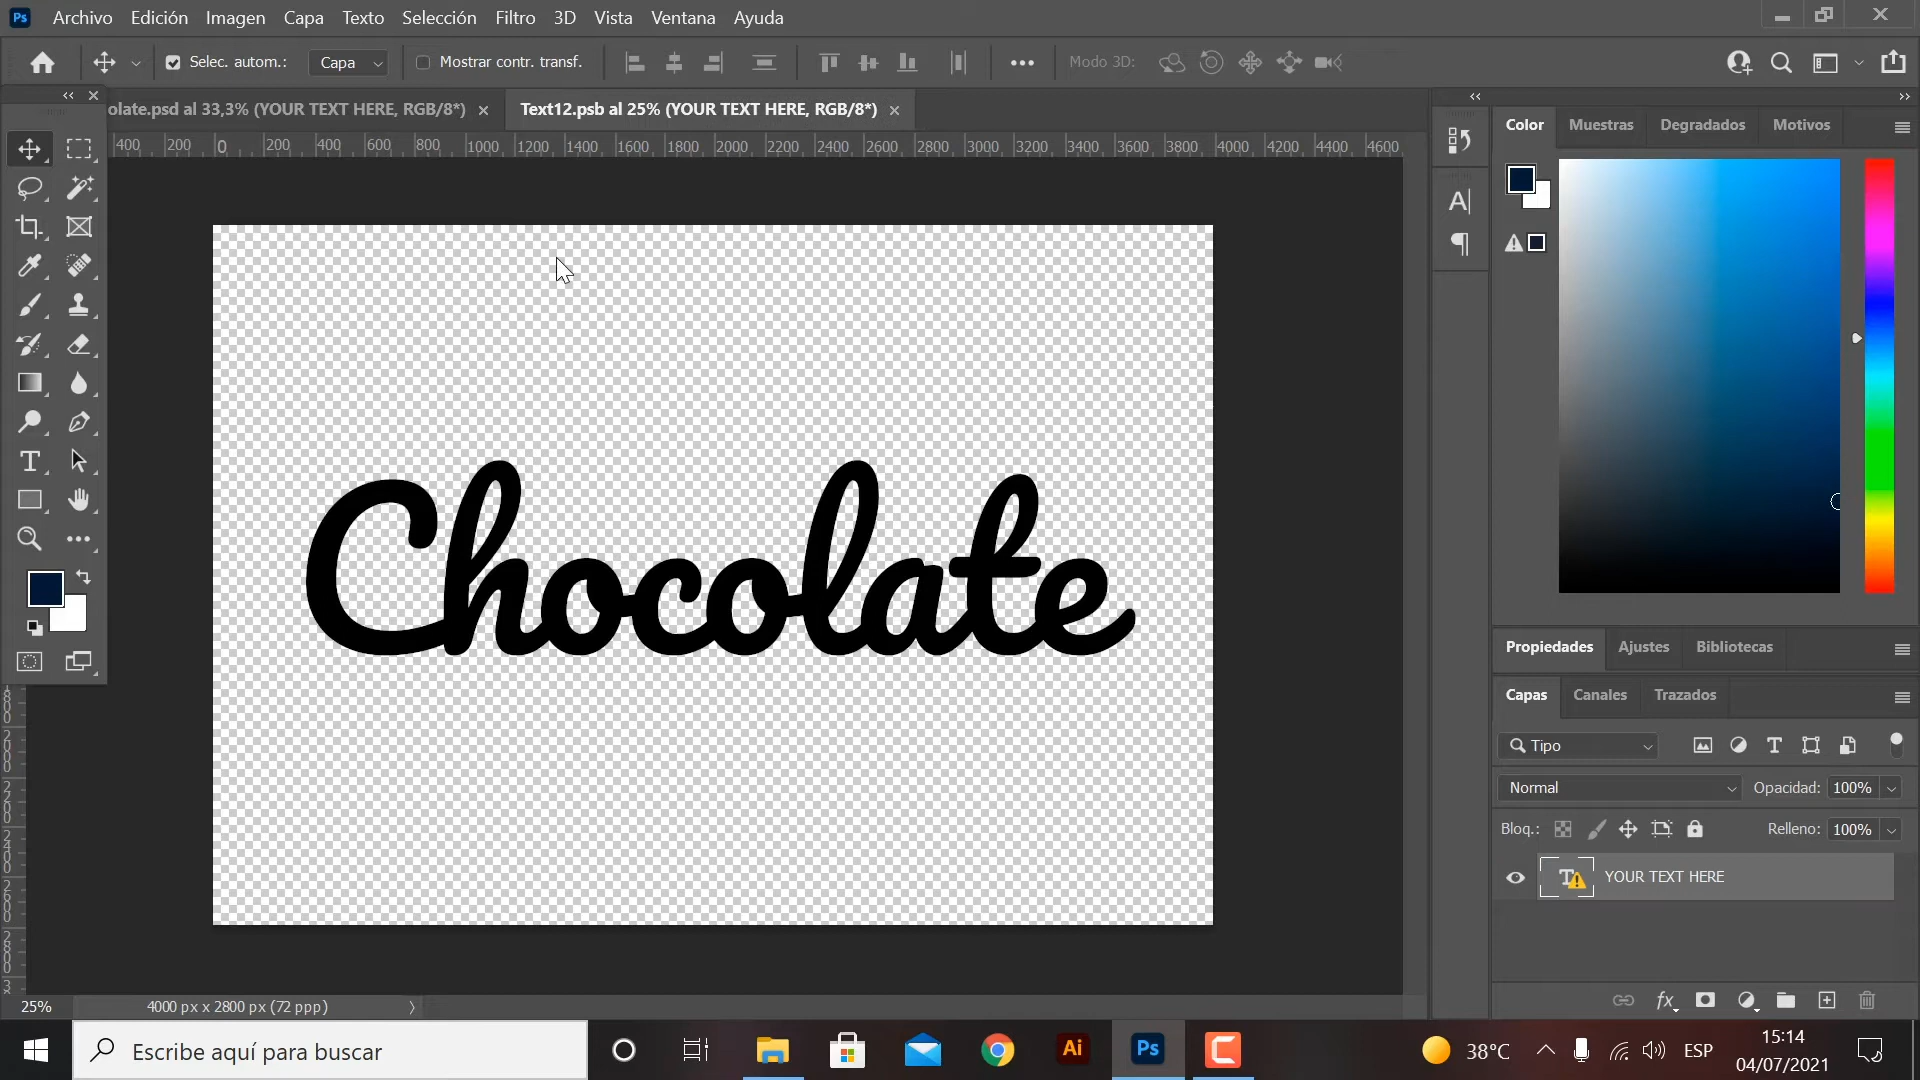 Ps Archivo Edición Imagen Capa Texto Selección Filtro 3D Vista Ventana Ayuda
Selec. autom.: Capa Mostrar contr. transf. Modo 3D:
olate.psd al 33,3% (YOUR TEXT HERE, RGB/8*) Text12.psb al 25% (YOUR TEXT HERE, RGB/8*)
400 200 0 200 400 600 800 1000 1200 1400 1600 1800 2000 2200 2400 2600 2800 3000 3200 3400 3600 3800 4000 4200 4400 4600
Color Muestras Degradados Motivos
Chocolate
Propiedades Ajustes Bibliotecas
Capas Canales Trazados
Tipo
Normal Opacidad: 100%
Bloq.: Relleno: 100%
YOUR TEXT HERE
25% 4000 px x 2800 px (72 ppp)
Escribe aquí para buscar
Ai Ps
38°C ESP
15:14
04/07/2021